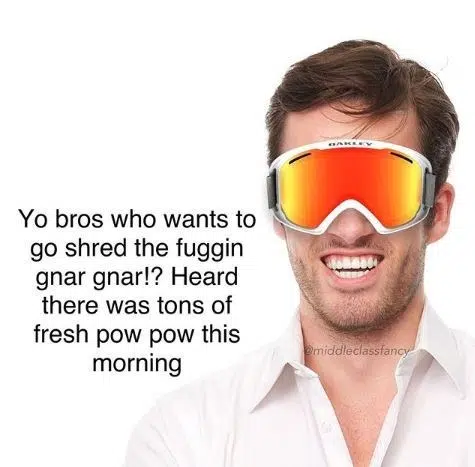 OAKLEY
Yo bros who wants to
go shred the fuggin
gnar gnar!? Heard
there was tons of
fresh pow pow this
morning
@middleclassfancy